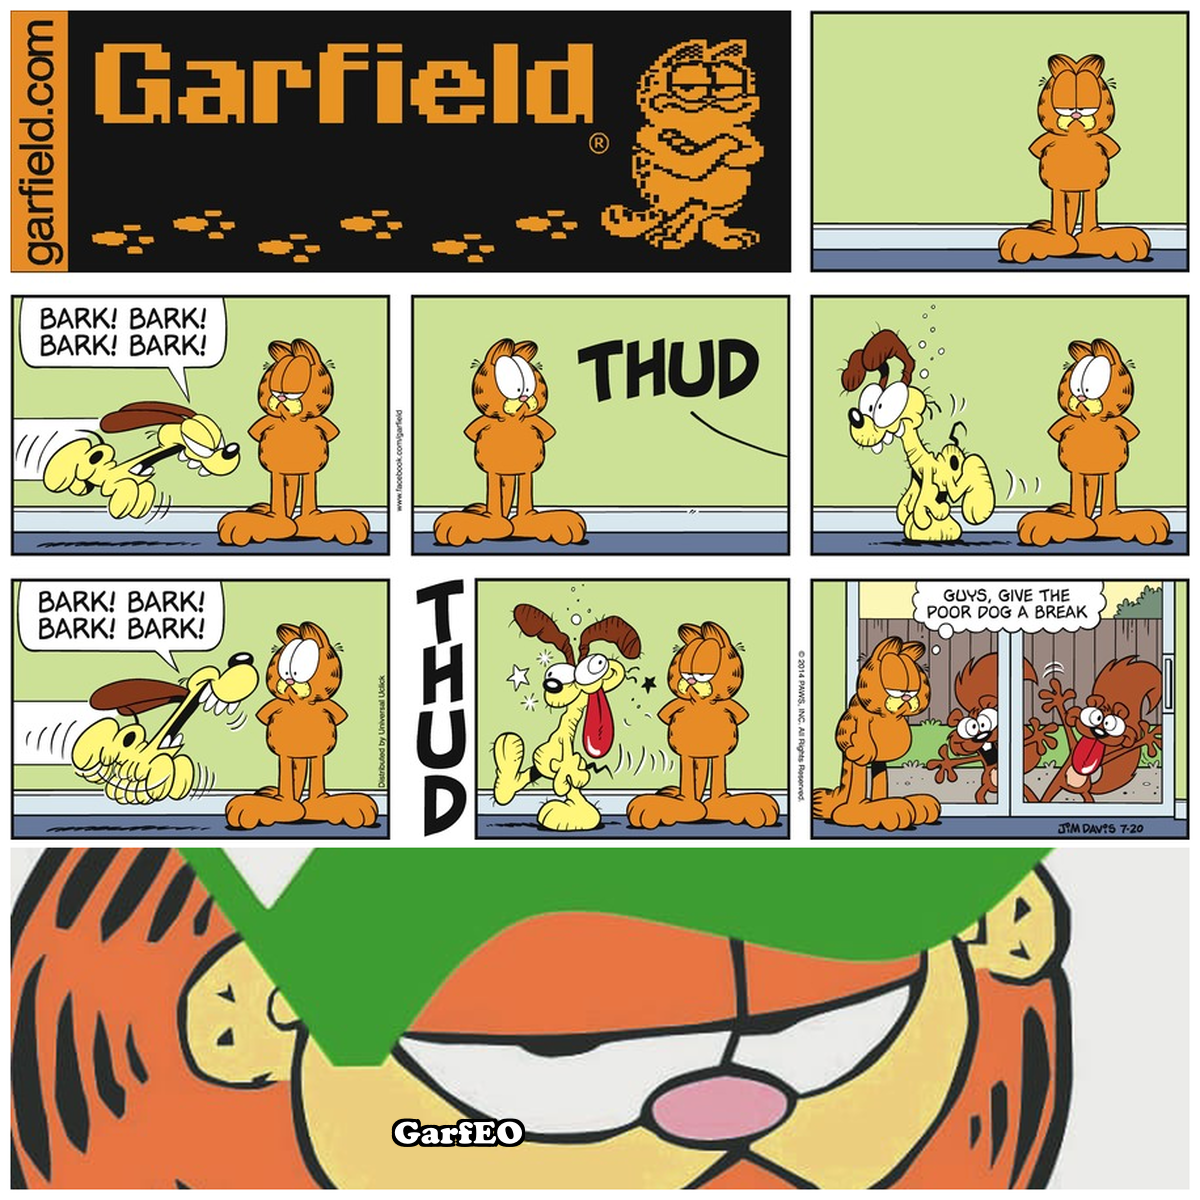 garfield.com
Garfield
®
BARK! BARK!
BARK! BARK!
www.facebook.com/garfield
THUD
BARK! BARK!
BARK! BARK!
Distributed by Universal Uclick
THUD
© 2014 PAWS, INC. All Rights Reserved.
GUYS, GIVE THE
POOR DOG A BREAK
JIM DAVIS 7-20
GarfEO